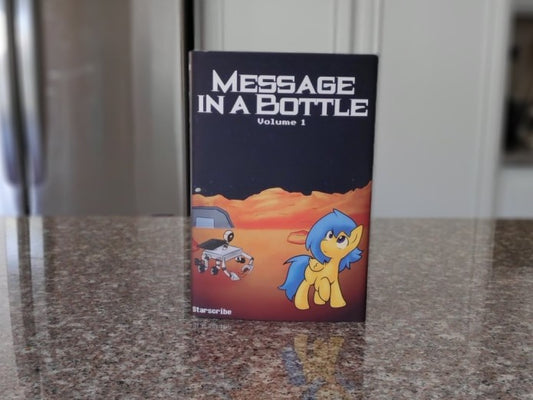 MESSAGE
IN A BOTTLE
Volume 1
Starscribe